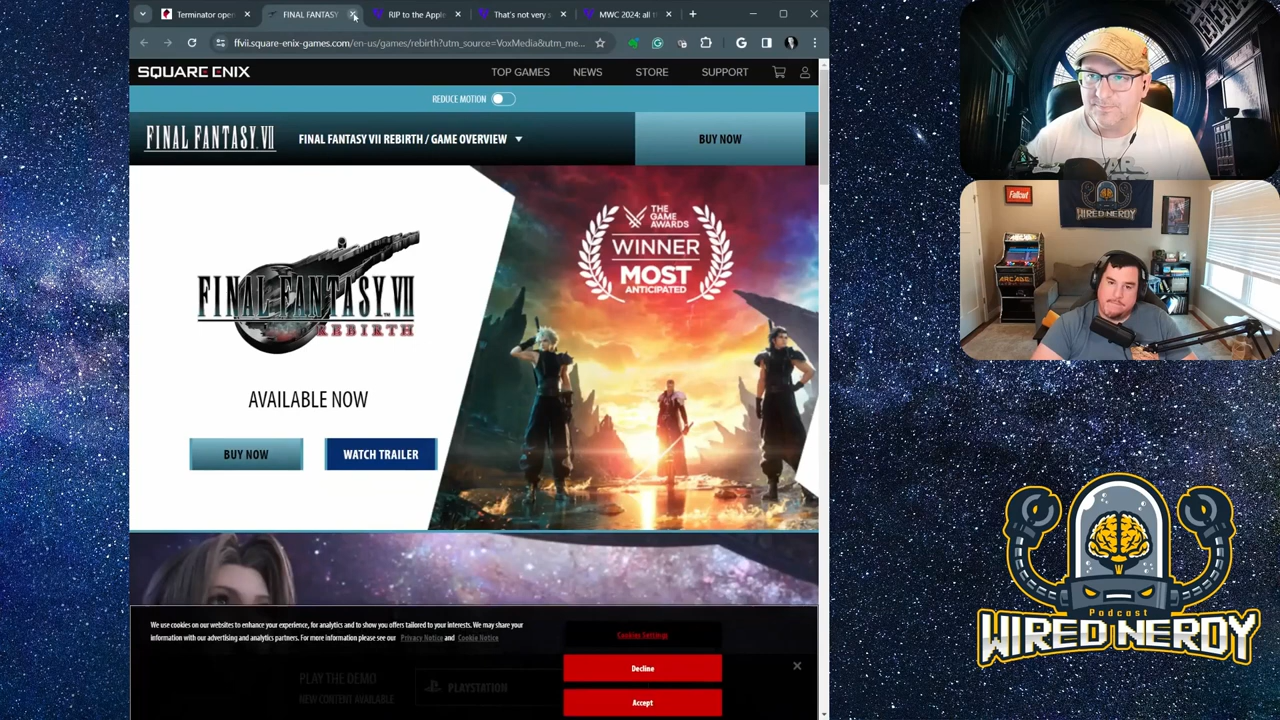 Terminator oper
FINAL FANTASY
RIP to the Apple
That's not very s
MWC 2024: all th
ffvii.square-enix-games.com/en-us/games/rebirth?utm_source=VoxMedia&utm_me...
SQUARE ENIX
TOP GAMES
NEWS
STORE
SUPPORT
REDUCE MOTION
FINAL FANTASY VII
FINAL FANTASY VII REBIRTH / GAME OVERVIEW
BUY NOW
THE
GAME
AWARDS
WINNER
MOST
ANTICIPATED
FINAL FANTASY VII
REBIRTH
AVAILABLE NOW
BUY NOW
WATCH TRAILER
We use cookies on our websites to enhance your experience, for analytics and to show you offers tailored to your interests. We may share your
information with our advertising and analytics partners. For more information please see our Privacy Notice and Cookie Notice
Cookies Settings
Decline
Accept
PLAY THE DEMO
NEW CONTENT AVAILABLE
PLAYSTATION
Fallout
WIRED NERDY
ARCADE
Podcast
WIRED NERDY